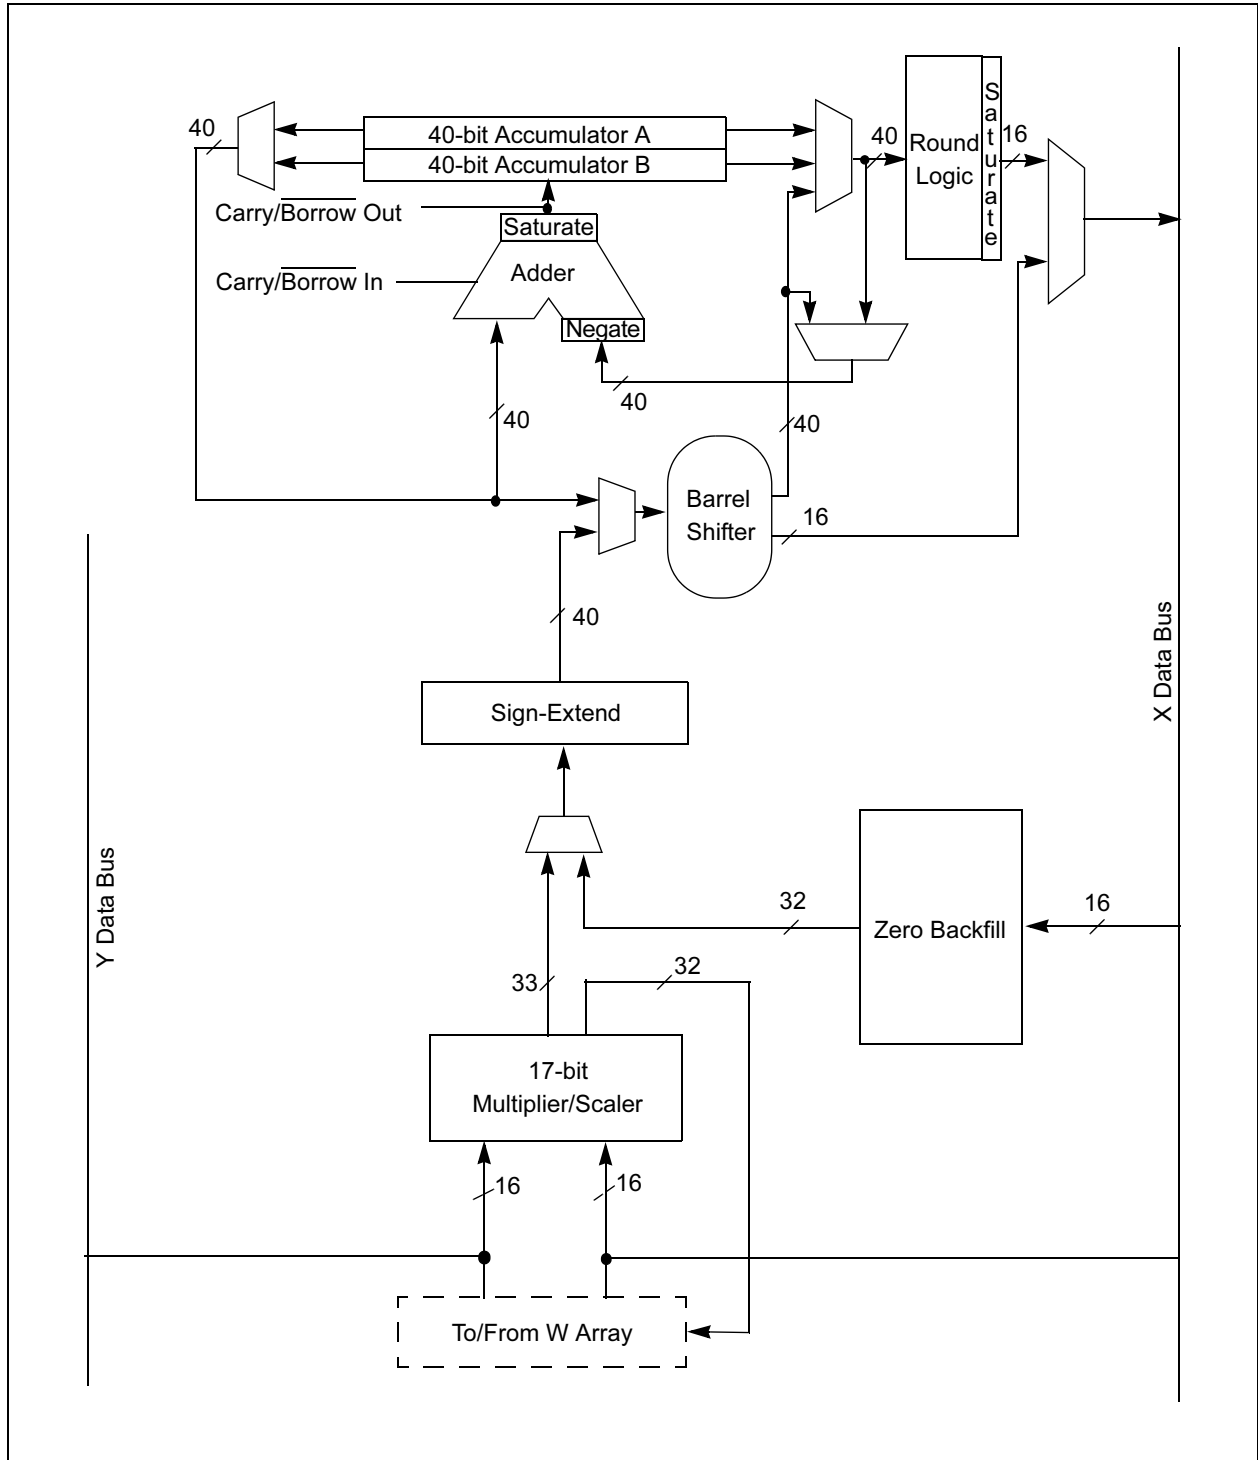 40
40-bit Accumulator A
40-bit Accumulator B
40
Round
Logic
Saturate
16
Carry/Borrow Out
Saturate
Carry/Borrow In
Adder
Negate
40
40
40
Barrel
Shifter
16
40
Sign-Extend
X Data Bus
Y Data Bus
32
Zero Backfill
16
33
32
17-bit
Multiplier/Scaler
16
16
To/From W Array